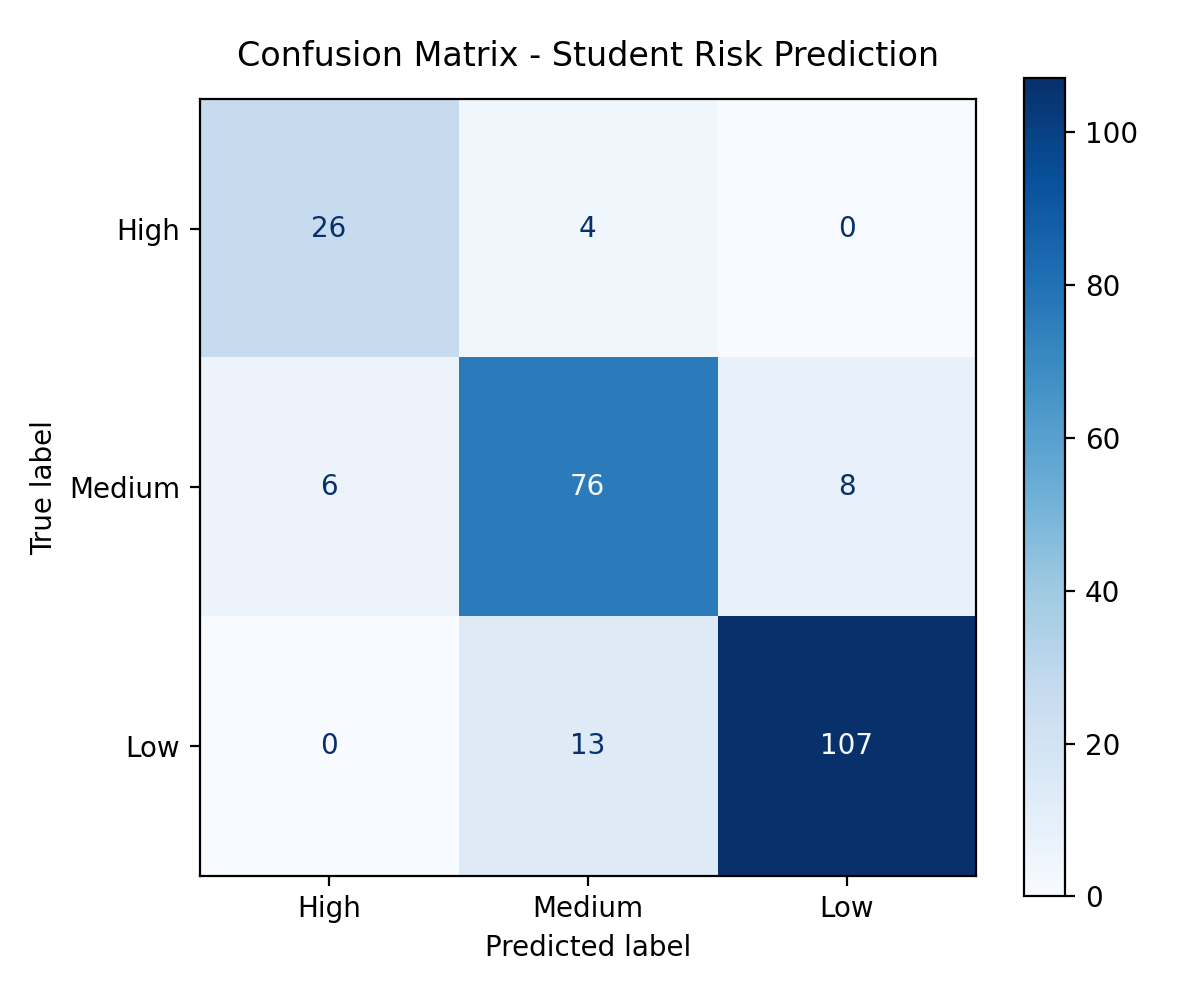 Confusion Matrix - Student Risk Prediction
High
26
4
0
Medium
6
76
8
Low
0
13
107
True label
High
Medium
Low
Predicted label
100
80
60
40
20
0